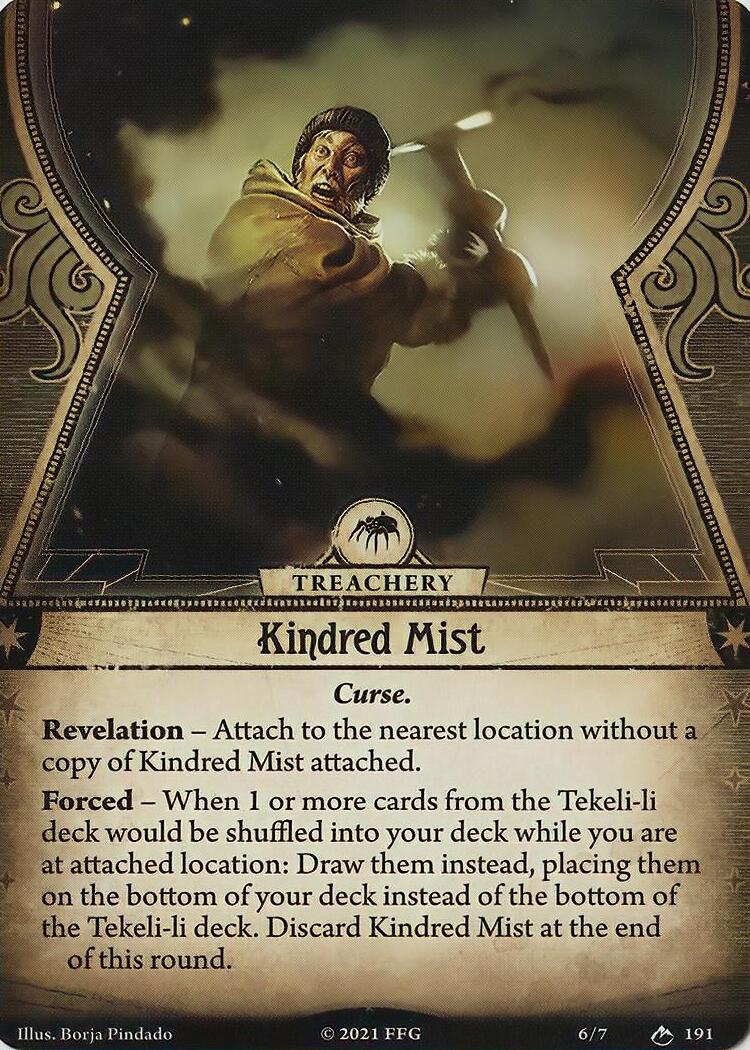 TREACHERY
Kindred Mist
Curse.
Revelation – Attach to the nearest location without a
copy of Kindred Mist attached.
Forced – When 1 or more cards from the Tekeli-li
deck would be shuffled into your deck while you are
at attached location: Draw them instead, placing them
on the bottom of your deck instead of the bottom of
the Tekeli-li deck. Discard Kindred Mist at the end
of this round.
Illus. Borja Pindado © 2021 FFG 6/7 191